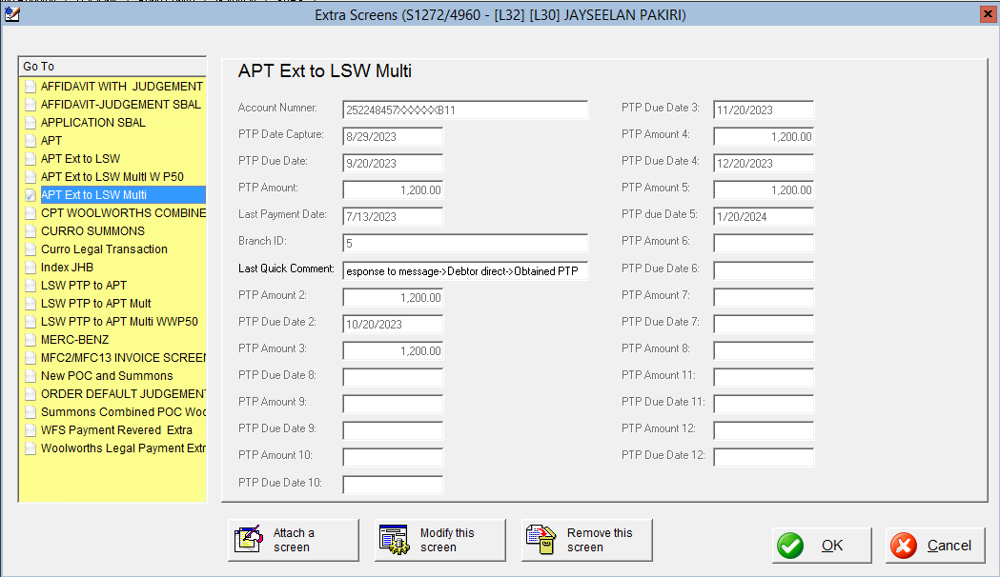 Extra Screens (S1272/4960 - [L32] [L30] JAYSEELAN PAKIRI)
Go To
AFFIDAVIT WITH JUDGEMENT
AFFIDAVIT-JUDGEMENT SBAL
APPLICATION SBAL
APT
APT Ext to LSW
APT Ext to LSW MultI W P50
APT Ext to LSW Multi
CPT WOOLWORTHS COMBINE
CURRO SUMMONS
Curro Legal Transaction
Index JHB
LSW PTP to APT
LSW PTP to APT Mult
LSW PTP to APT Multi WWP50
MERC-BENZ
MFC2/MFC13 INVOICE SCREEN
New POC and Summons
ORDER DEFAULT JUDGEMENT
Summons Combined POC Woo
WFS Payment Revered Extra
Woolworths Legal Payment Extr
APT Ext to LSW Multi
Account Numner: 252248457XXXXXXB11
PTP Date Capture: 8/29/2023
PTP Due Date: 9/20/2023
PTP Amount: 1,200.00
Last Payment Date: 7/13/2023
Branch ID: 5
Last Quick Comment: esponse to message->Debtor direct->Obtained PTP
PTP Amount 2: 1,200.00
PTP Due Date 2: 10/20/2023
PTP Amount 3: 1,200.00
PTP Due Date 8:
PTP Amount 9:
PTP Due Date 9:
PTP Amount 10:
PTP Due Date 10:
PTP Due Date 3: 11/20/2023
PTP Amount 4: 1,200.00
PTP Due Date 4: 12/20/2023
PTP Amount 5: 1,200.00
PTP due Date 5: 1/20/2024
PTP Amount 6:
PTP Due Date 6:
PTP Amount 7:
PTP Due Date 7:
PTP Amount 8:
PTP Amount 11:
PTP Due Date 11:
PTP Amount 12:
PTP Due Date 12:
Attach a
screen
Modify this
screen
Remove this
screen
OK
Cancel